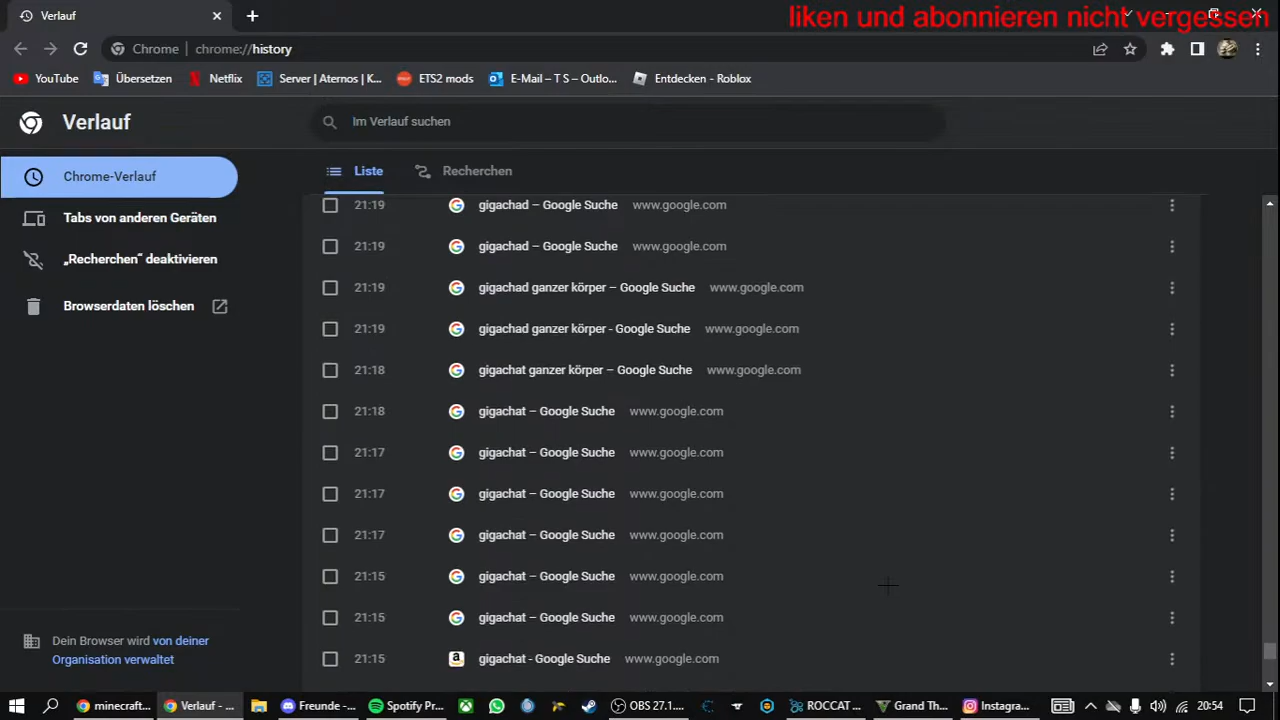 Verlauf
liken und abonnieren nicht vergessen
Chrome chrome://history
YouTube Übersetzen Netflix Server | Aternos | K... ETS2 mods E-Mail – T S – Outlo... Entdecken - Roblox
Verlauf Im Verlauf suchen
Chrome-Verlauf
Tabs von anderen Geräten
„Recherchen“ deaktivieren
Browserdaten löschen
Liste Recherchen
21:19 gigachad – Google Suche www.google.com
21:19 gigachad – Google Suche www.google.com
21:19 gigachad ganzer körper – Google Suche www.google.com
21:19 gigachad ganzer körper - Google Suche www.google.com
21:18 gigachat ganzer körper – Google Suche www.google.com
21:18 gigachat – Google Suche www.google.com
21:17 gigachat – Google Suche www.google.com
21:17 gigachat – Google Suche www.google.com
21:17 gigachat – Google Suche www.google.com
21:15 gigachat – Google Suche www.google.com
21:15 gigachat – Google Suche www.google.com
21:15 gigachat - Google Suche www.google.com
Dein Browser wird von deiner
Organisation verwaltet
minecraft... Verlauf - ... Freunde -... Spotify Pr... OBS 27.1.... ROCCAT ... Grand Th... Instagra... 20:54